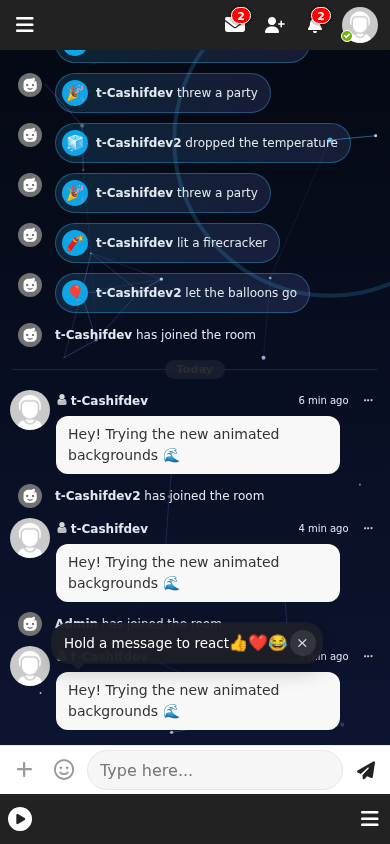 2
2
t-Cashifdev threw a party
t-Cashifdev2 dropped the temperature
t-Cashifdev threw a party
t-Cashifdev lit a firecracker
t-Cashifdev2 let the balloons go
t-Cashifdev has joined the room
Today
t-Cashifdev 6 min ago
Hey! Trying the new animated
backgrounds 🌊
t-Cashifdev2 has joined the room
t-Cashifdev 4 min ago
Hey! Trying the new animated
backgrounds 🌊
Admin has joined the room
Hold a message to react👍❤️😂
t-Cashifdev min ago
Hey! Trying the new animated
backgrounds 🌊
Type here...